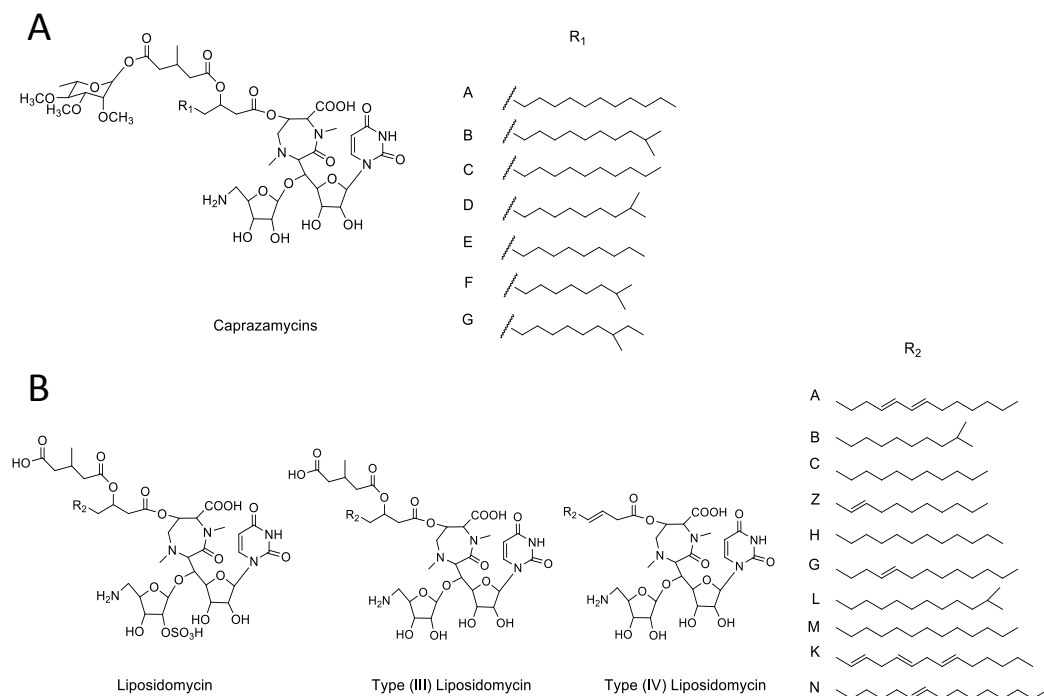 A
R₁
O
O O
O
O
H₃CO
H₃CO
OCH₃
R₁
O
O
COOH
N
N
O
O
NH
N
O
O
O
O
H₂N
HO OH
HO OH
A
B
C
D
E
F
G
Caprazamycins
R₂
B
O
HO
O
O
R₂
O
O
COOH
N
N
O
O
NH
N
O
O
O
O
H₂N
HO
OSO₃H
HO OH
Liposidomycin
O
HO
O
O
R₂
O
O
COOH
N
N
O
O
NH
N
O
O
O
O
H₂N
HO OH
HO OH
Type (III) Liposidomycin
R₂
O
O
COOH
N
N
O
O
NH
N
O
O
O
O
H₂N
HO OH
HO OH
Type (IV) Liposidomycin
A
B
C
Z
H
G
L
M
K
N